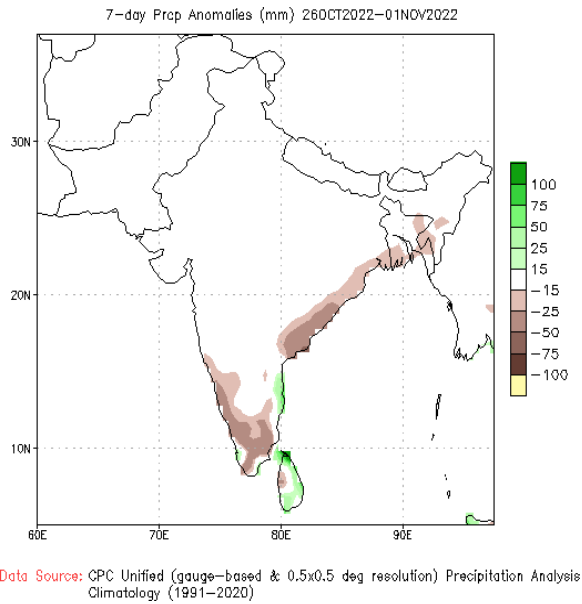 7-day Prcp Anomalies (mm) 26OCT2022-01NOV2022
30N
20N
10N
60E 70E 80E 90E
100
75
50
25
15
-15
-25
-50
-75
-100
Data Source: CPC Unified (gauge-based & 0.5x0.5 deg resolution) Precipitation Analysis
Climatology (1991-2020)